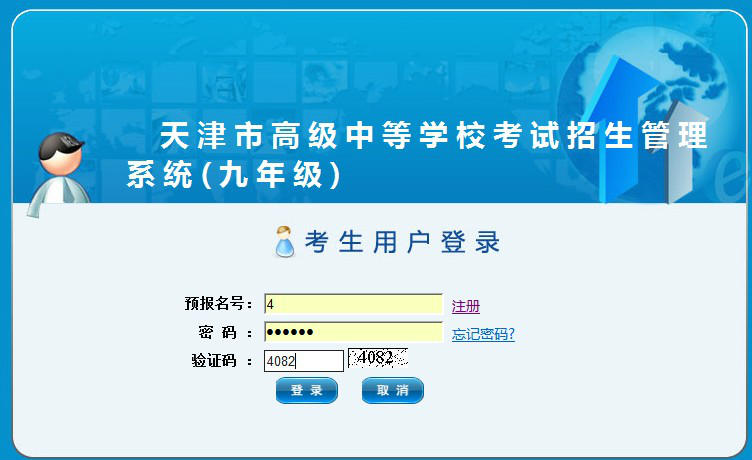 天津市高级中等学校考试招生管理
系统(九年级)
考生用户登录
预报名号： 4 注册
密 码 ： •••••• 忘记密码?
验证码 ： 4082 4082
登 录 取 消